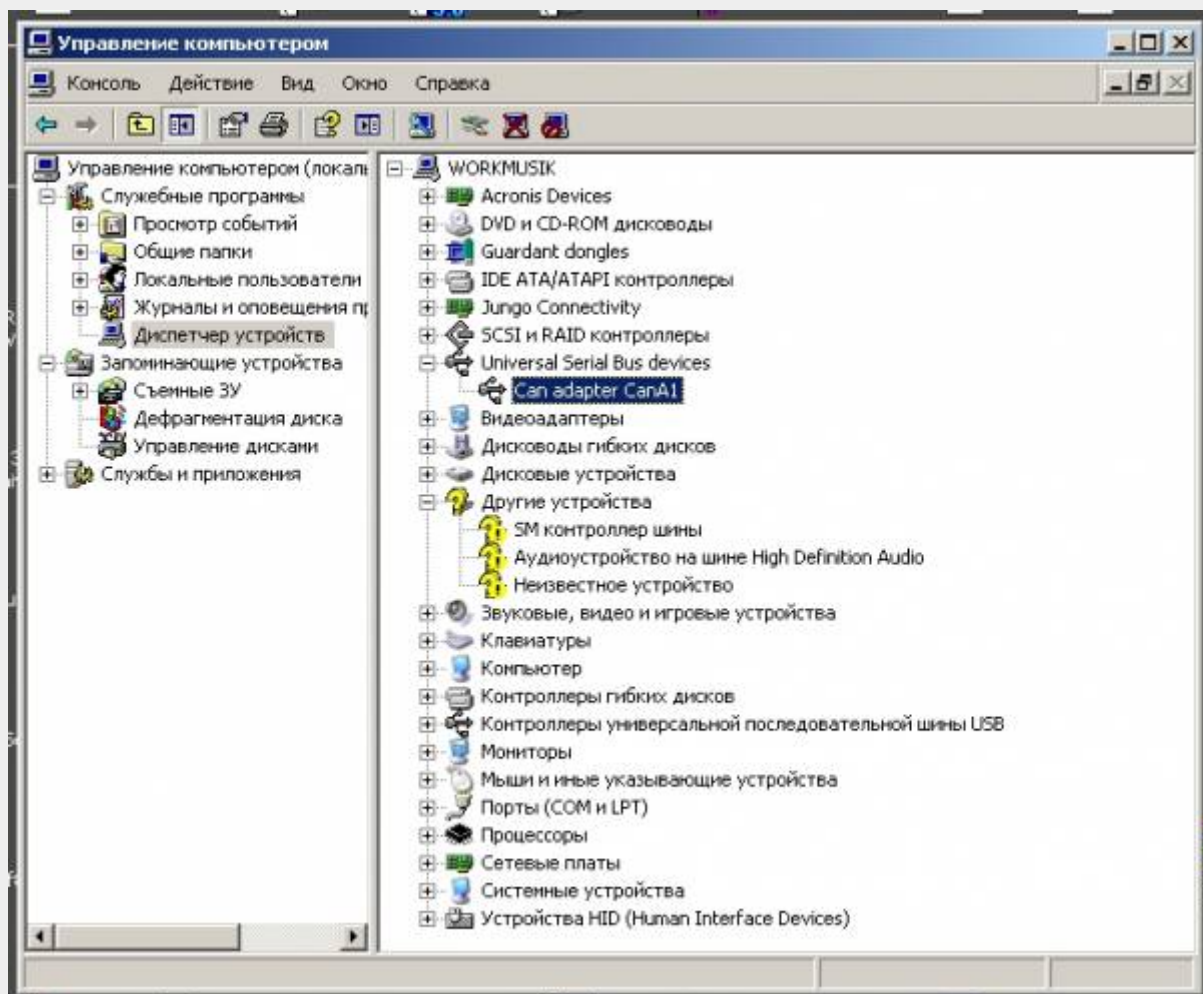 Управление компьютером
Консоль Действие Вид Окно Справка
Управление компьютером (локаль
Служебные программы
Просмотр событий
Общие папки
Локальные пользователи
Журналы и оповещения пр
Диспетчер устройств
Запоминающие устройства
Съемные ЗУ
Дефрагментация диска
Управление дисками
Службы и приложения
WORKMUSIK
Acronis Devices
DVD и CD-ROM дисководы
Guardant dongles
IDE ATA/ATAPI контроллеры
Jungo Connectivity
SCSI и RAID контроллеры
Universal Serial Bus devices
Can adapter CanA1
Видеоадаптеры
Дисководы гибких дисков
Дисковые устройства
Другие устройства
SM контроллер шины
Аудиоустройство на шине High Definition Audio
Неизвестное устройство
Звуковые, видео и игровые устройства
Клавиатуры
Компьютер
Контроллеры гибких дисков
Контроллеры универсальной последовательной шины USB
Мониторы
Мыши и иные указывающие устройства
Порты (COM и LPT)
Процессоры
Сетевые платы
Системные устройства
Устройства HID (Human Interface Devices)